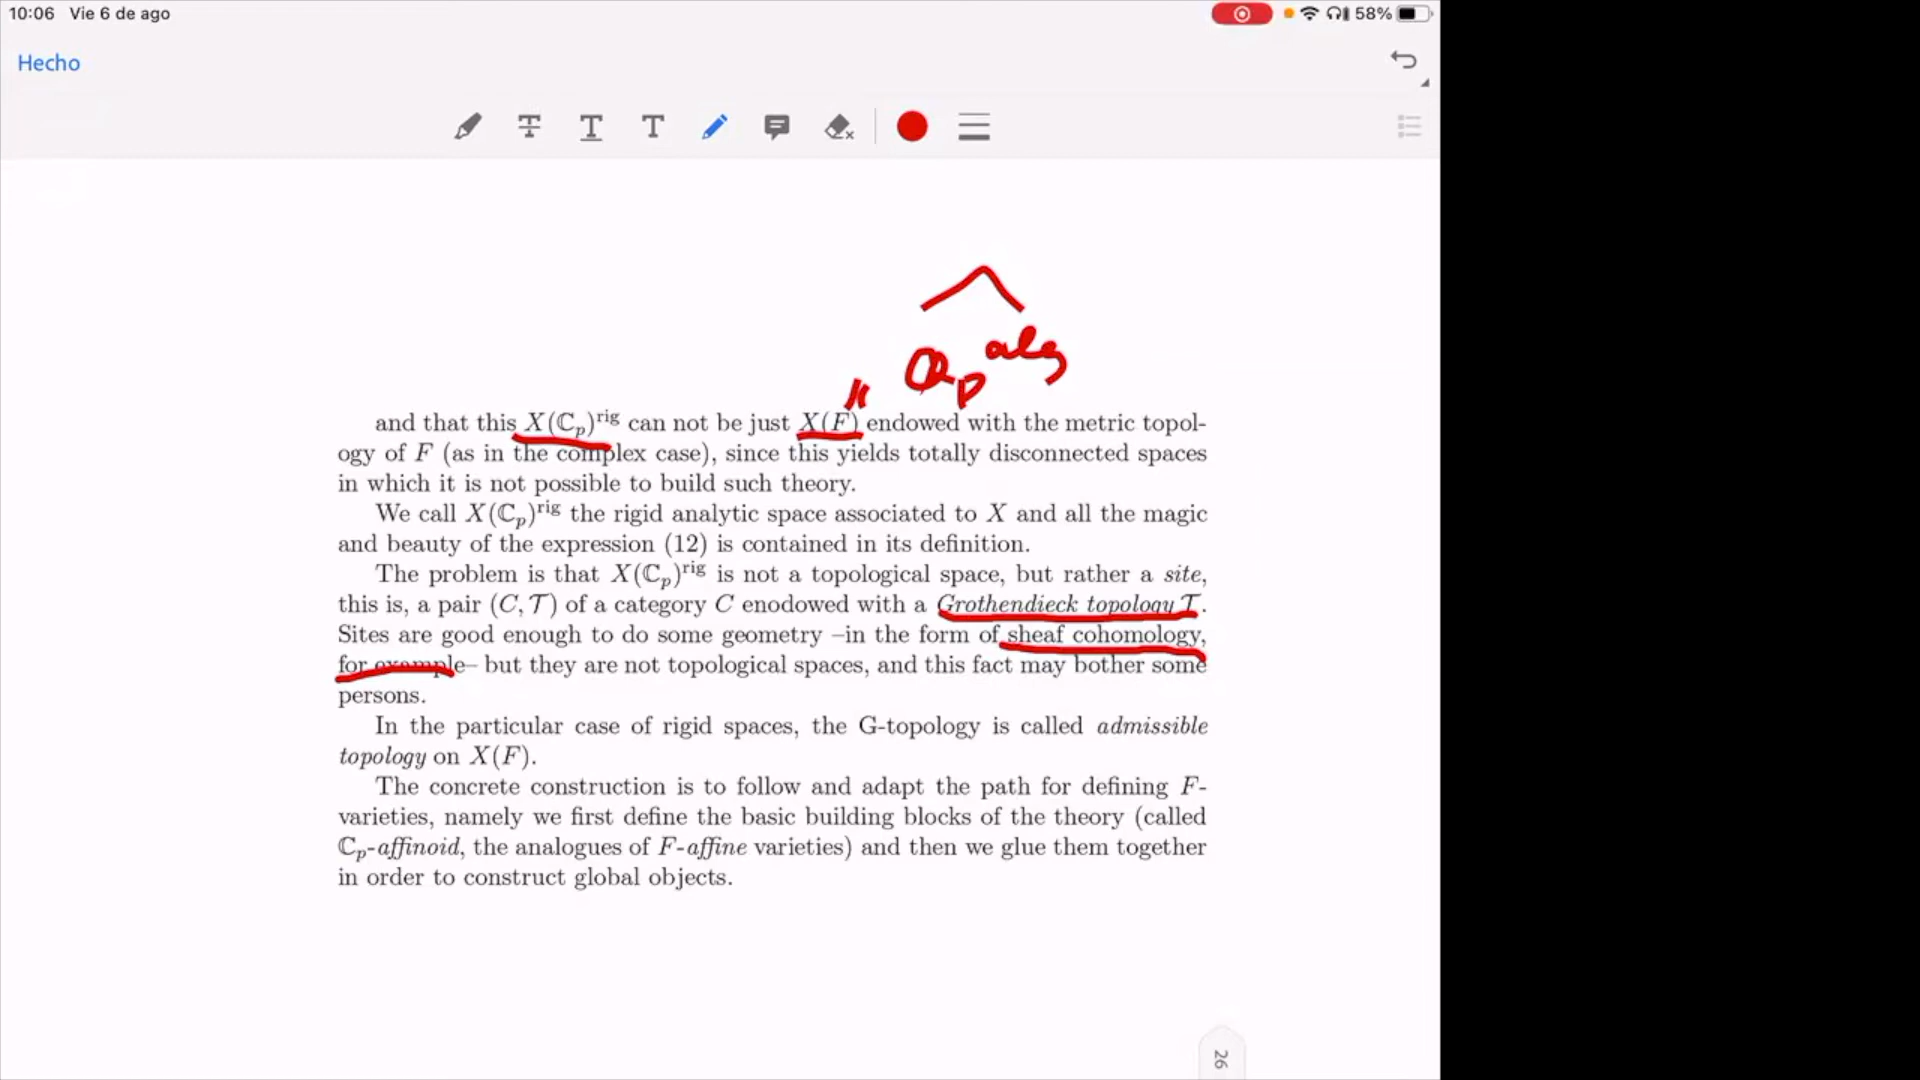 10:06 Vie 6 de ago 58%
Hecho
Q_p^alg
and that this X(ℂ_p)^rig can not be just X(F) endowed with the metric topol-
ogy of F (as in the complex case), since this yields totally disconnected spaces
in which it is not possible to build such theory.
We call X(ℂ_p)^rig the rigid analytic space associated to X and all the magic
and beauty of the expression (12) is contained in its definition.
The problem is that X(ℂ_p)^rig is not a topological space, but rather a site,
this is, a pair (C, 𝒯) of a category C enodowed with a Grothendieck topology 𝒯.
Sites are good enough to do some geometry –in the form of sheaf cohomology,
for example– but they are not topological spaces, and this fact may bother some
persons.
In the particular case of rigid spaces, the G-topology is called admissible
topology on X(F).
The concrete construction is to follow and adapt the path for defining F-
varieties, namely we first define the basic building blocks of the theory (called
ℂ_p-affinoid, the analogues of F-affine varieties) and then we glue them together
in order to construct global objects.
26